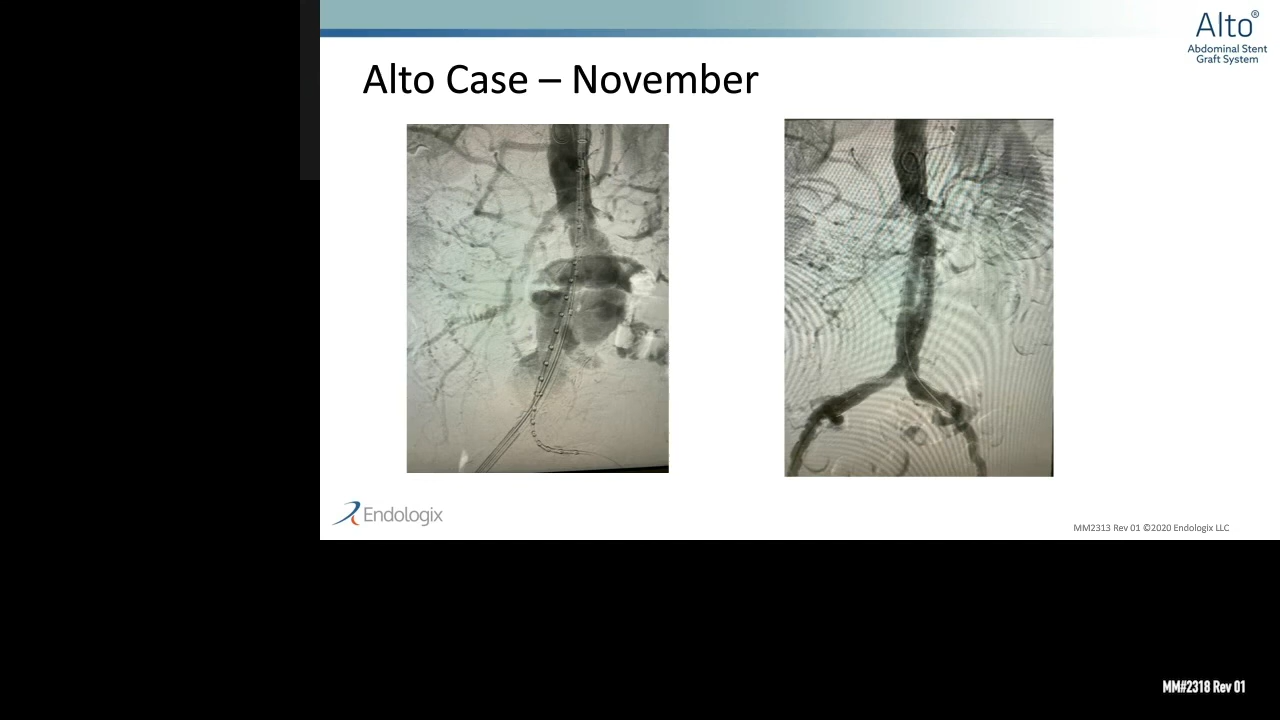 Alto®
Abdominal Stent
Graft System
Alto Case – November
Endologix
MM2313 Rev 01 ©2020 Endologix LLC
MM#2318 Rev 01